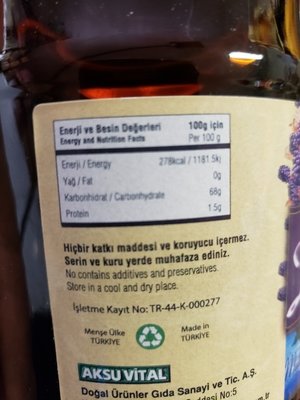 Enerji ve Besin Değerleri 100g için
Energy and Nutrition Facts Per 100 g
Enerji / Energy 278kcal / 1181.5kj
Yağ / Fat 0g
Karbonhidrat / Carbonhydrale 68g
Protein 1.5g
Hiçbir katkı maddesi ve koruyucu içermez.
Serin ve kuru yerde muhafaza ediniz.
No contains additives and preservatives.
Store in a cool and dry place.
İşletme Kayıt No: TR-44-K-000277
Menşe Ülke Made in
TÜRKİYE TÜRKİYE
AKSU VİTAL
Doğal Ürünler Gıda Sanayi ve Tic. A.Ş.
No:5